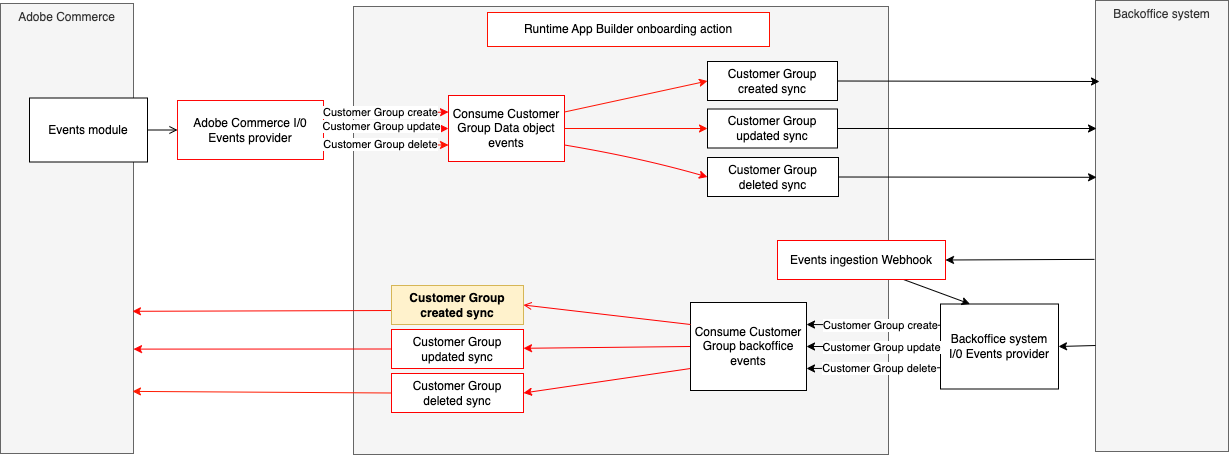 Adobe Commerce
Backoffice system
Runtime App Builder onboarding action
Customer Group
created sync
Events module
Adobe Commerce I/0
Events provider
Customer Group create
Customer Group update
Customer Group delete
Consume Customer
Group Data object
events
Customer Group
updated sync
Customer Group
deleted sync
Events ingestion Webhook
Customer Group
created sync
Customer Group
updated sync
Customer Group
deleted sync
Consume Customer
Group backoffice
events
Customer Group create
Customer Group update
Customer Group delete
Backoffice system
I/0 Events provider